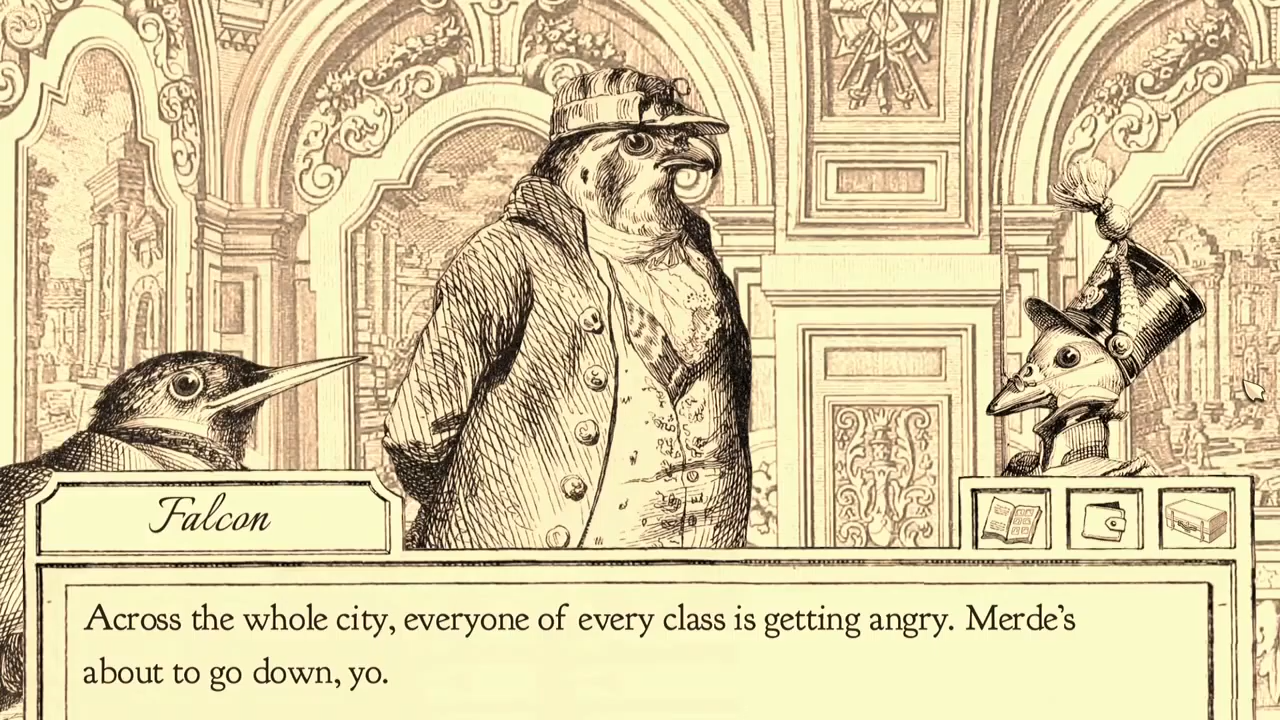 Falcon
Across the whole city, everyone of every class is getting angry. Merde's
about to go down, yo.